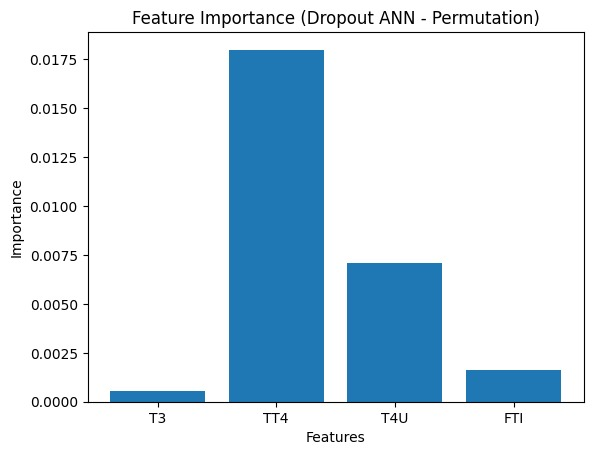 Feature Importance (Dropout ANN - Permutation)
Importance
0.0175
0.0150
0.0125
0.0100
0.0075
0.0050
0.0025
0.0000
T3 TT4 T4U FTI
Features